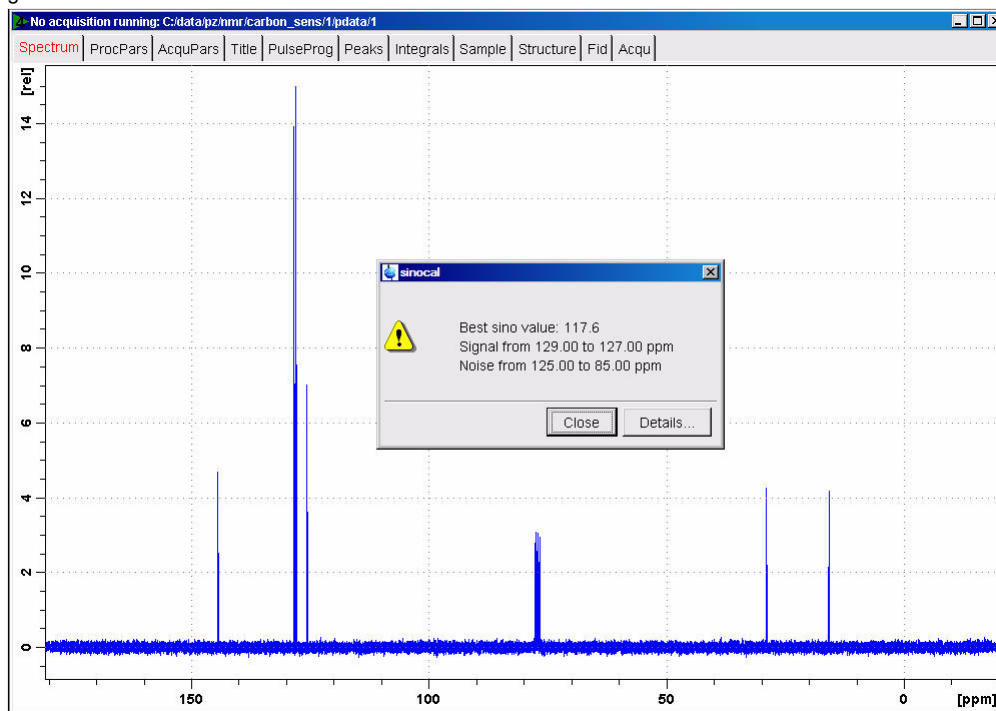 No acquisition running: C:/data/pz/nmr/carbon_sens/1/pdata/1
Spectrum ProcPars AcquPars Title PulseProg Peaks Integrals Sample Structure Fid Acqu
[rel]
14
12
10
8
6
4
2
0
sinocal
Best sino value: 117.6
Signal from 129.00 to 127.00 ppm
Noise from 125.00 to 85.00 ppm
Close Details...
150 100 50 0 [ppm]